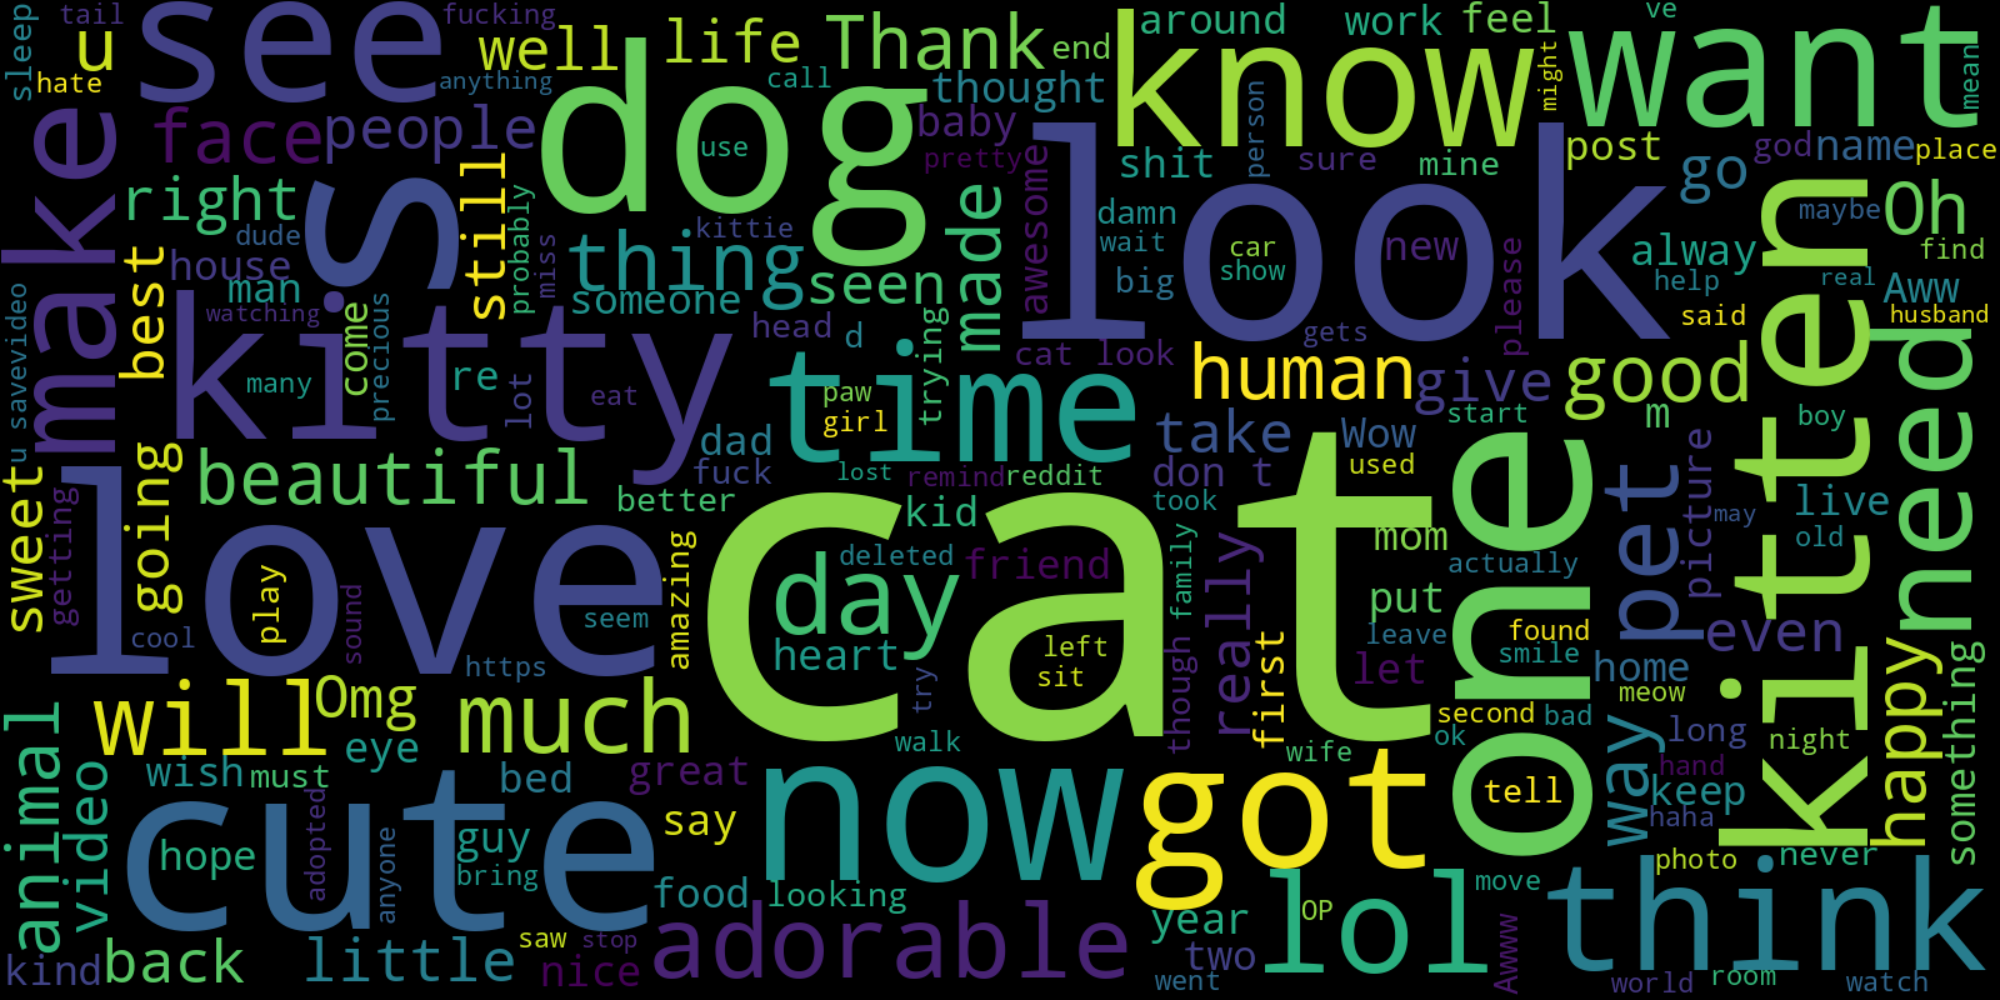 sleep
tail
u
see
fucking
well
life
Thank
end
around
work
feel
ve
want
hate
anything
dog
call
thought
know
might
mean
make
face
people
use
baby
pretty
shit
person
sure
mine
post
god
name
place
right
s
still
probably
made
awesome
look
go
kitten
Oh
dude
house
man
watching
best
kittie
miss
thing
someone
seen
damn
wait
big
car
show
new
please
alway
help
maybe
find
real
Aww
said
husband
u savevideo
kitty
come
precious
many
re
lot
eat
head
d
trying
cat look
gets
human
give
good
need
time
paw
girl
start
m
boy
take
Wow
used
don t
dad
fuck
lost
remind
reddit
beautiful
better
kid
took
one
pet
picture
may
live
old
sweet
getting
going
love
play
sound
cool
seem
amazing
https
cat
deleted
friend
day
heart
left
sit
family
though
really
first
mom
actually
put
leave
let
found
smile
home
even
happy
something
animal
video
will
Omg
eye
much
try
walk
wife
second
bad
ok
meow
way
long
night
hand
keep
haha
wish
must
bed
great
say
now
got
tell
cute
hope
adopted
anyone
guy
bring
food
looking
adorable
year
OP
lol
move
photo
never
think
kind
back
little
saw
stop
nice
two
went
Awww
world
room
watch